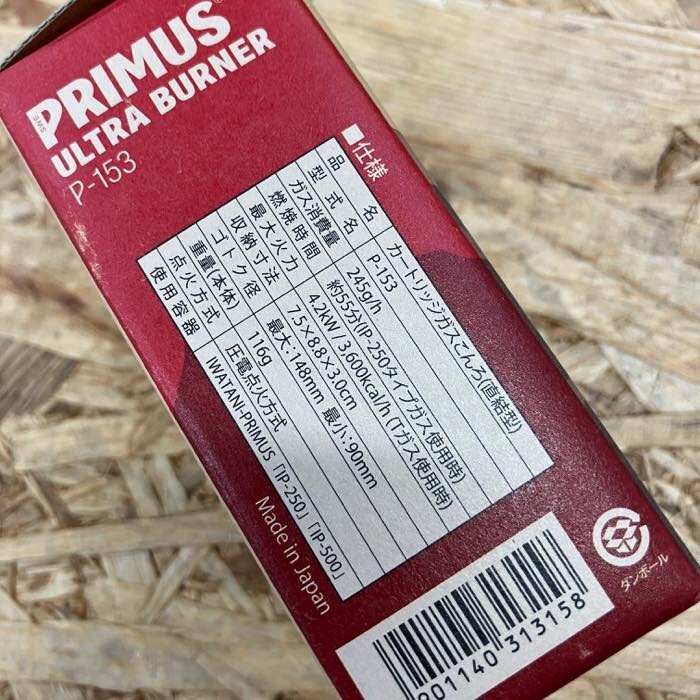 PRIMUS
SWE
ULTRA BURNER
P-153
■仕様
品名 カートリッジガスこんろ(直結型)
型式名 P-153
ガス消費量 245g/h
燃焼時間 約55分(IP-250タイプガス使用時)
最大火力 4.2kW 3,600kcal/h (Tガス使用時)
収納寸法 7.5×8.8×3.0cm
ゴトク径 最大:148mm 最小:90mm
重量(本体) 116g
点火方式 圧電点火方式
使用容器 IWATANI-PRIMUS「IP-250」「IP-500」
Made in Japan
ダンボール
901140 313158